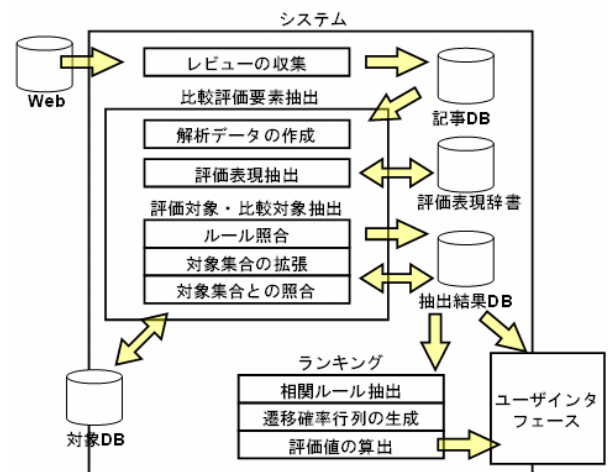 システム
レビューの収集
Web
記事DB
比較評価要素抽出
解析データの作成
評価表現抽出
評価表現辞書
評価対象・比較対象抽出
ルール照合
対象集合の拡張
対象集合との照合
抽出結果DB
対象DB
ランキング
相関ルール抽出
遷移確率行列の生成
評価値の算出
ユーザインタ
フェース